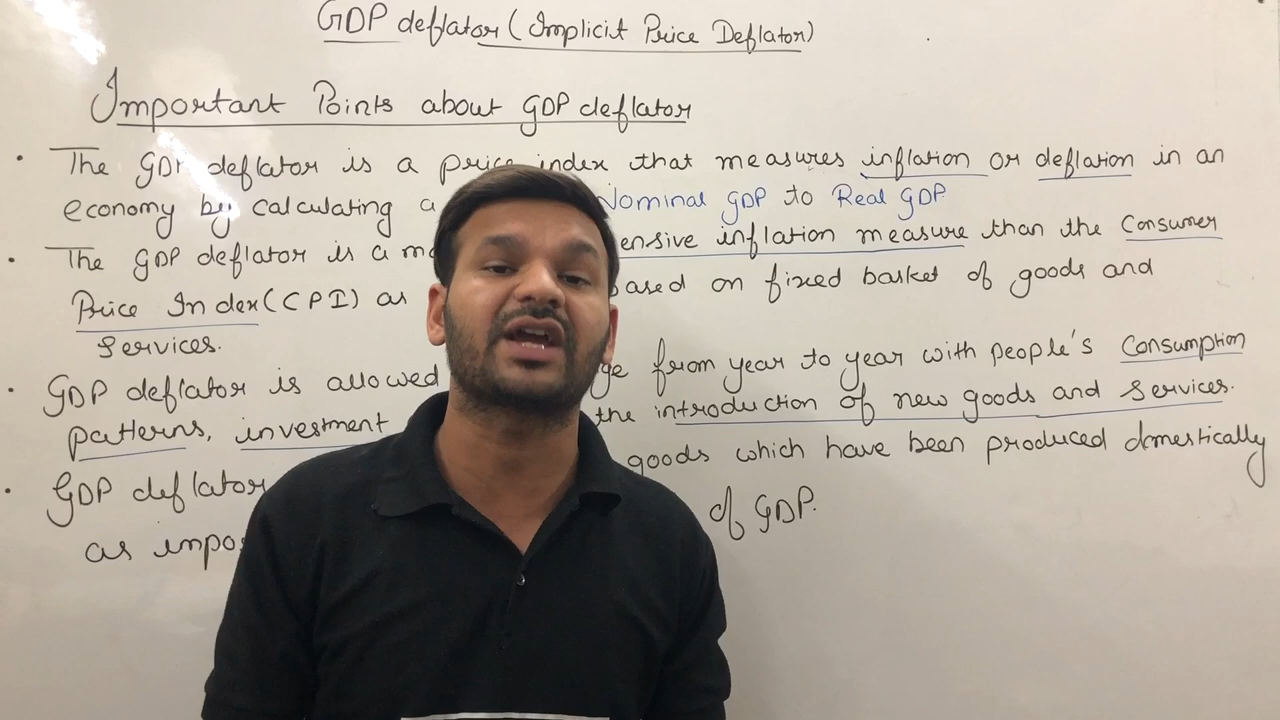 GDP deflator (Implicit Price Deflator)
Important Points about GDP deflator
• The GDP deflator is a price index that measures inflation or deflation in an
economy by calculating a Nominal GDP to Real GDP
• The GDP deflator is a ensive inflation measure than the Consumer
Price Index (CPI) as based on fixed basket of goods and
Services.
• GDP deflator is allowed from year to year with people's Consumption
patterns, investment the introduction of new goods and services.
• GDP deflator goods which have been produced domestically
as of GDP.